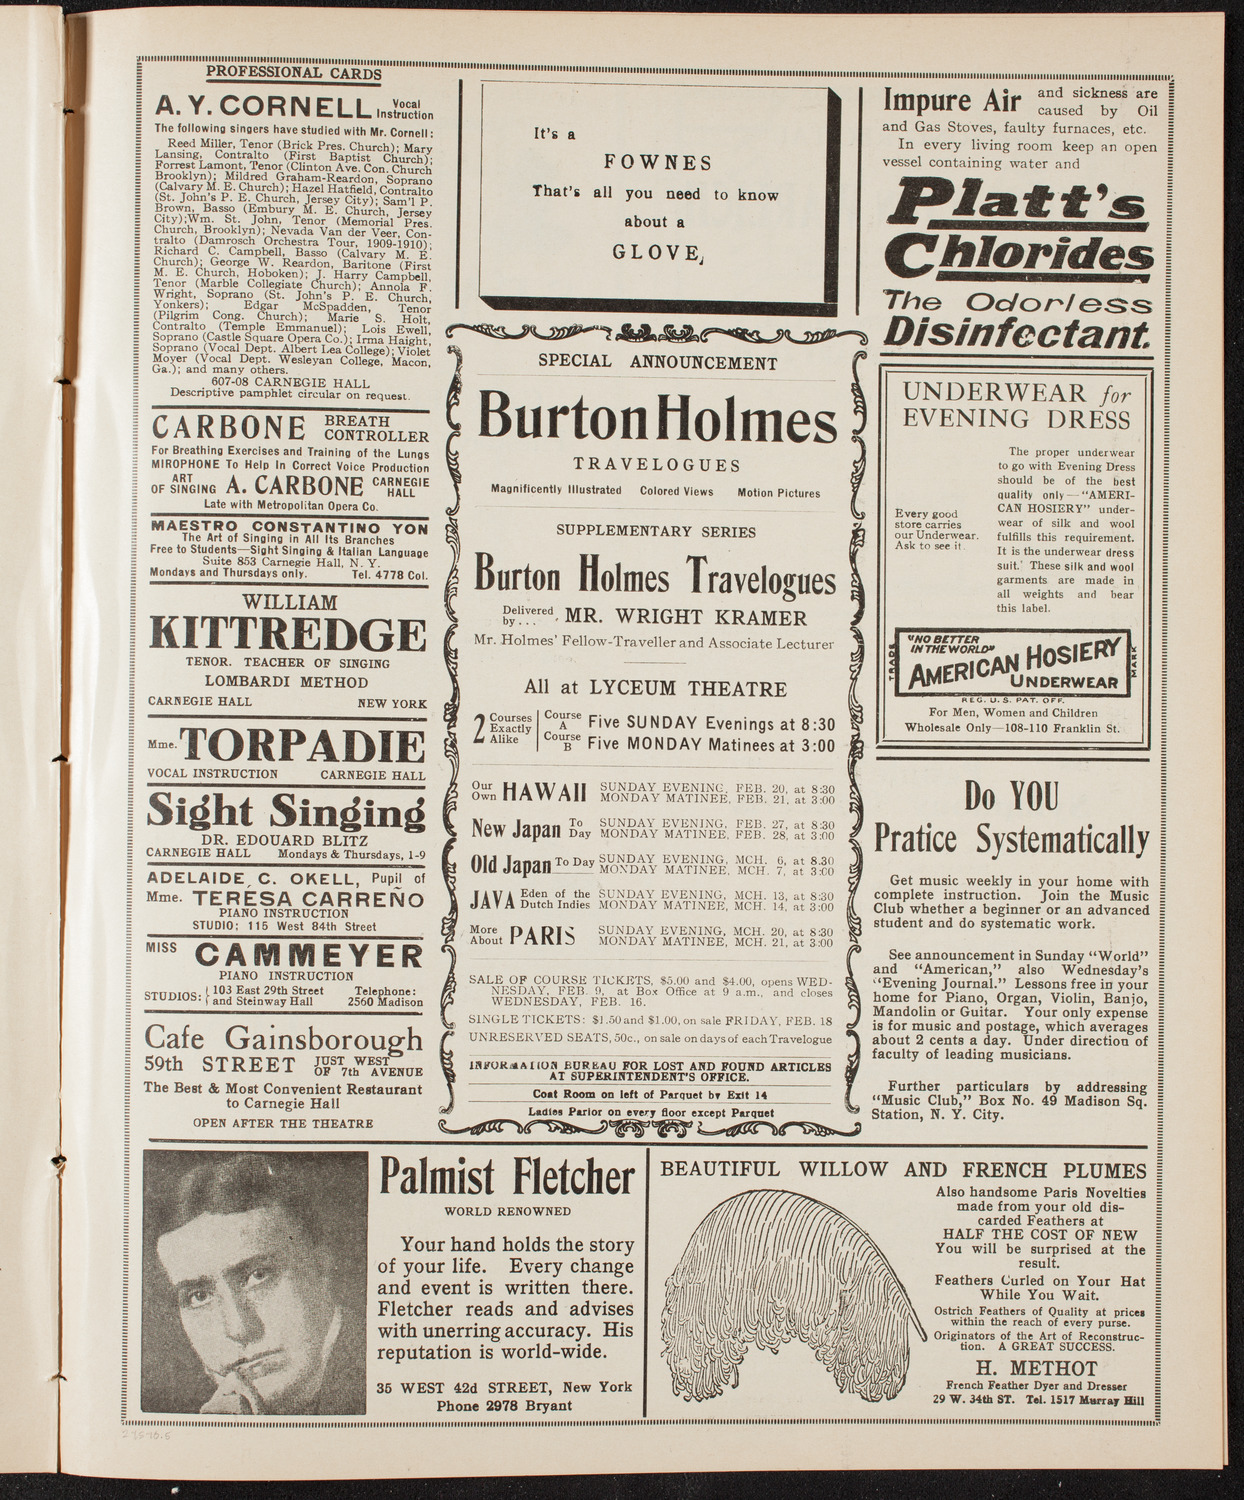 PROFESSIONAL CARDS
A. Y. CORNELL Vocal Instruction
The following singers have studied with Mr. Cornell:
Reed Miller, Tenor (Brick Pres. Church); Mary
Lansing, Contralto (First Baptist Church);
Forrest Lamont, Tenor (Clinton Ave. Con. Church
Brooklyn); Mildred Graham-Reardon, Soprano
(Calvary M. E. Church); Hazel Hatfield, Contralto
(St. John's P. E. Church, Jersey City); Sam'l P.
Brown, Basso (Embury M. E. Church, Jersey
City); Wm. St. John, Tenor (Memorial Pres.
Church, Brooklyn); Nevada Van der Veer, Con-
tralto (Damrosch Orchestra Tour, 1909-1910);
Richard C. Campbell, Basso (Calvary M. E.
Church); George W. Reardon, Baritone (First
M. E. Church, Hoboken); J. Harry Campbell,
Tenor (Marble Collegiate Church); Annola F.
Wright, Soprano (St. John's P. E. Church,
Yonkers); Edgar McSpadden, Tenor
(Pilgrim Cong. Church); Marie S. Holt,
Contralto (Temple Emmanuel); Lois Ewell,
Soprano (Castle Square Opera Co.); Irma Haight,
Soprano (Vocal Dept. Albert Lea College); Violet
Moyer (Vocal Dept. Wesleyan College, Macon,
Ga.); and many others.
607-08 CARNEGIE HALL
Descriptive pamphlet circular on request.
CARBONE BREATH CONTROLLER
For Breathing Exercises and Training of the Lungs
MIROPHONE To Help In Correct Voice Production
ART OF SINGING A. CARBONE CARNEGIE HALL
Late with Metropolitan Opera Co.
MAESTRO CONSTANTINO YON
The Art of Singing in All Its Branches
Free to Students—Sight Singing & Italian Language
Suite 853 Carnegie Hall, N. Y.
Mondays and Thursdays only. Tel. 4778 Col.
WILLIAM
KITTREDGE
TENOR. TEACHER OF SINGING
LOMBARDI METHOD
CARNEGIE HALL NEW YORK
Mme. TORPADIE
VOCAL INSTRUCTION CARNEGIE HALL
Sight Singing
DR. EDOUARD BLITZ
CARNEGIE HALL Mondays & Thursdays, 1-9
ADELAIDE C. OKELL, Pupil of
Mme. TERESA CARREÑO
PIANO INSTRUCTION
STUDIO: 115 West 84th Street
MISS CAMMEYER
PIANO INSTRUCTION
STUDIOS: 103 East 29th Street and Steinway Hall Telephone: 2560 Madison
Cafe Gainsborough
59th STREET JUST WEST OF 7th AVENUE
The Best & Most Convenient Restaurant
to Carnegie Hall
OPEN AFTER THE THEATRE
It's a
FOWNES
That's all you need to know
about a
GLOVE
SPECIAL ANNOUNCEMENT
Burton Holmes
TRAVELOGUES
Magnificently Illustrated Colored Views Motion Pictures
SUPPLEMENTARY SERIES
Burton Holmes Travelogues
Delivered by... MR. WRIGHT KRAMER
Mr. Holmes' Fellow-Traveller and Associate Lecturer
All at LYCEUM THEATRE
2 Courses Exactly Alike
Course A Five SUNDAY Evenings at 8:30
Course B Five MONDAY Matinees at 3:00
Our Own HAWAII SUNDAY EVENING, FEB. 20, at 8:30
MONDAY MATINEE, FEB. 21, at 3:00
New Japan To Day SUNDAY EVENING, FEB. 27, at 8:30
MONDAY MATINEE, FEB. 28, at 3:00
Old Japan To Day SUNDAY EVENING, MCH. 6, at 8.30
MONDAY MATINEE, MCH. 7, at 3:00
JAVA Eden of the Dutch Indies SUNDAY EVENING, MCH. 13, at 8:30
MONDAY MATINEE, MCH. 14, at 3:00
More About PARIS SUNDAY EVENING, MCH. 20, at 8:30
MONDAY MATINEE, MCH. 21, at 3:00
SALE OF COURSE TICKETS, $5.00 and $4.00, opens WED-
NESDAY, FEB. 9, at Box Office at 9 a.m., and closes
WEDNESDAY, FEB. 16.
SINGLE TICKETS: $1.50 and $1.00, on sale FRIDAY, FEB. 18
UNRESERVED SEATS, 50c., on sale on days of each Travelogue
INFORMATION BUREAU FOR LOST AND FOUND ARTICLES
AT SUPERINTENDENT'S OFFICE.
Coat Room on left of Parquet by Exit 14
Ladies Parlor on every floor except Parquet
Impure Air and sickness are
caused by Oil
and Gas Stoves, faulty furnaces, etc.
In every living room keep an open
vessel containing water and
Platt's
Chlorides
The Odorless
Disinfectant.
UNDERWEAR for
EVENING DRESS
The proper underwear
to go with Evening Dress
should be of the best
quality only—"AMERI-
CAN HOSIERY" under-
wear of silk and wool
fulfills this requirement.
It is the underwear dress
suit. These silk and wool
garments are made in
all weights and bear
this label.
Every good
store carries
our Underwear.
Ask to see it.
TRADE MARK
"NO BETTER
IN THE WORLD"
AMERICAN HOSIERY
UNDERWEAR
REG. U. S. PAT. OFF.
For Men, Women and Children
Wholesale Only—108-110 Franklin St.
Do YOU
Pratice Systematically
Get music weekly in your home with
complete instruction. Join the Music
Club whether a beginner or an advanced
student and do systematic work.
See announcement in Sunday "World"
and "American," also Wednesday's
"Evening Journal." Lessons free in your
home for Piano, Organ, Violin, Banjo,
Mandolin or Guitar. Your only expense
is for music and postage, which averages
about 2 cents a day. Under direction of
faculty of leading musicians.
Further particulars by addressing
"Music Club," Box No. 49 Madison Sq.
Station, N. Y. City.
Palmist Fletcher
WORLD RENOWNED
Your hand holds the story
of your life. Every change
and event is written there.
Fletcher reads and advises
with unerring accuracy. His
reputation is world-wide.
35 WEST 42d STREET, New York
Phone 2978 Bryant
BEAUTIFUL WILLOW AND FRENCH PLUMES
Also handsome Paris Novelties
made from your old dis-
carded Feathers at
HALF THE COST OF NEW
You will be surprised at the
result.
Feathers Curled on Your Hat
While You Wait.
Ostrich Feathers of Quality at prices
within the reach of every purse.
Originators of the Art of Reconstruc-
tion. A GREAT SUCCESS.
H. METHOT
French Feather Dyer and Dresser
29 W. 34th ST. Tel. 1517 Murray Hill